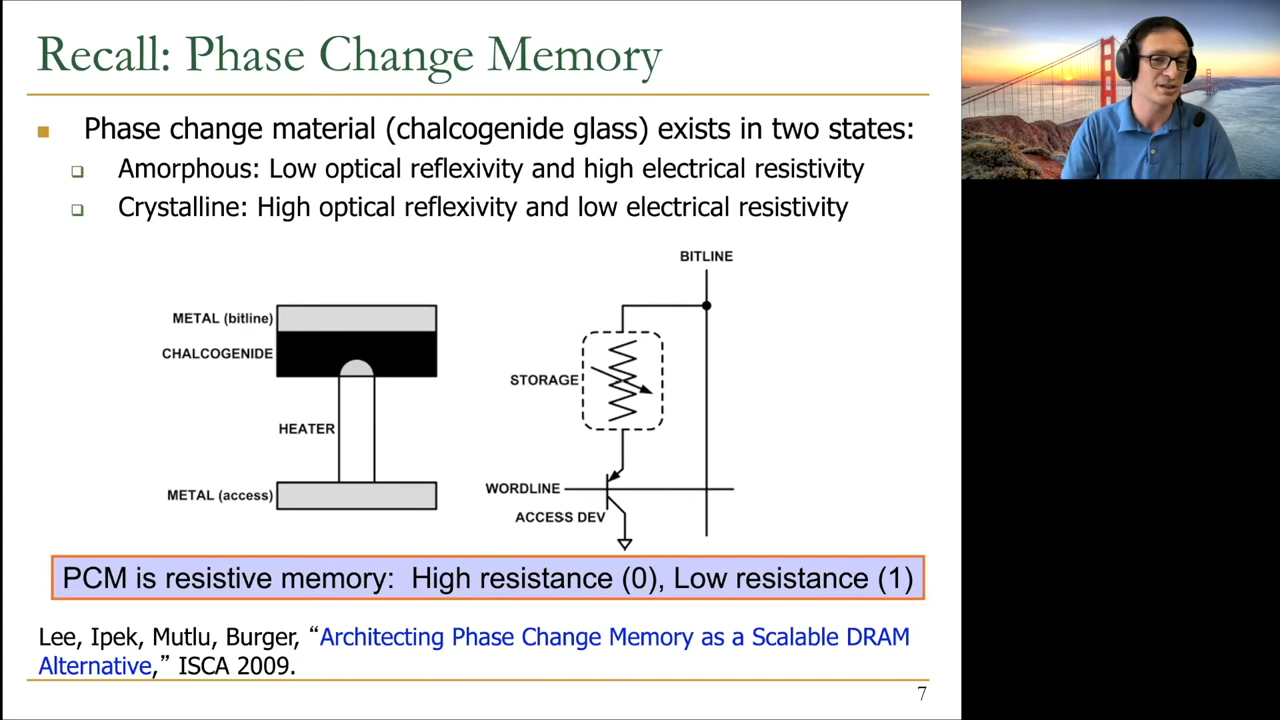 Recall: Phase Change Memory
Phase change material (chalcogenide glass) exists in two states:
Amorphous: Low optical reflexivity and high electrical resistivity
Crystalline: High optical reflexivity and low electrical resistivity
BITLINE
METAL (bitline)
CHALCOGENIDE
STORAGE
HEATER
WORDLINE
METAL (access)
ACCESS DEV
PCM is resistive memory: High resistance (0), Low resistance (1)
Lee, Ipek, Mutlu, Burger, “Architecting Phase Change Memory as a Scalable DRAM
Alternative,” ISCA 2009.
7